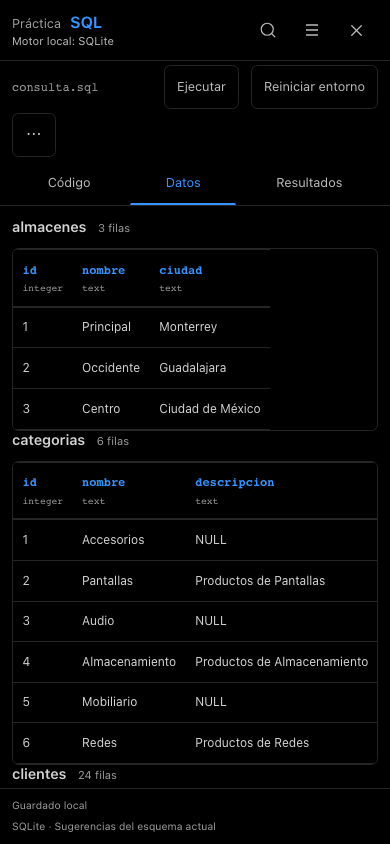 Práctica SQL
Motor local: SQLite
consulta.sql Ejecutar Reiniciar entorno
...
Código Datos Resultados
almacenes 3 filas
id nombre ciudad
integer text text
1 Principal Monterrey
2 Occidente Guadalajara
3 Centro Ciudad de México
categorias 6 filas
id nombre descripcion
integer text text
1 Accesorios NULL
2 Pantallas Productos de Pantallas
3 Audio NULL
4 Almacenamiento Productos de Almacenamiento
5 Mobiliario NULL
6 Redes Productos de Redes
clientes 24 filas
Guardado local
SQLite · Sugerencias del esquema actual